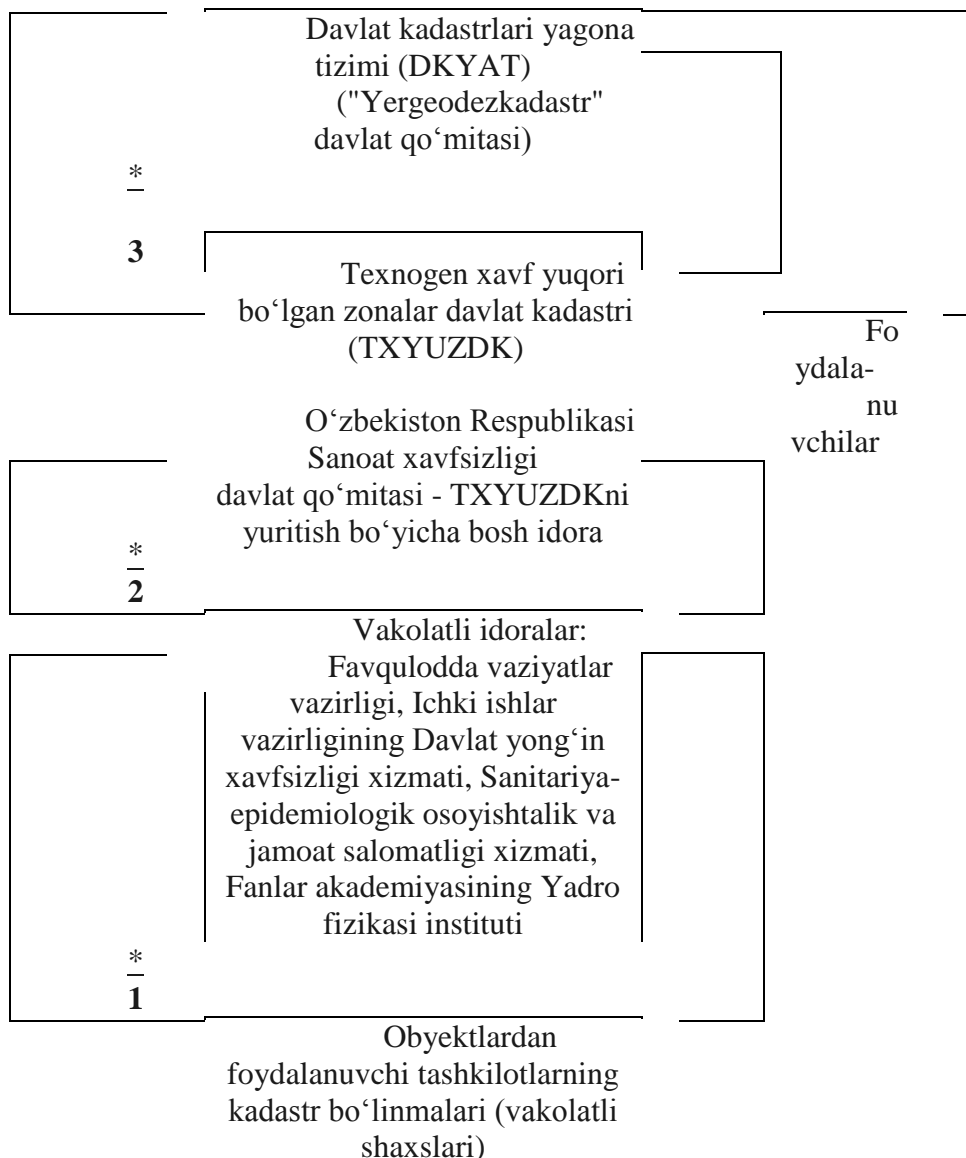 Davlat kadastrlari yagona
tizimi (DKYAT)
("Yergeodezkadastr"
davlat qo‘mitasi)
*
3
Texnogen xavf yuqori
bo‘lgan zonalar davlat kadastri
(TXYUZDK)
Fo
ydala-
nu
vchilar
O‘zbekiston Respublikasi
Sanoat xavfsizligi
davlat qo‘mitasi - TXYUZDKni
yuritish bo‘yicha bosh idora
*
2
Vakolatli idoralar:
Favqulodda vaziyatlar
vazirligi, Ichki ishlar
vazirligining Davlat yong‘in
xavfsizligi xizmati, Sanitariya-
epidemiologik osoyishtalik va
jamoat salomatligi xizmati,
Fanlar akademiyasining Yadro
fizikasi instituti
*
1
Obyektlardan
foydalanuvchi tashkilotlarning
kadastr bo‘linmalari (vakolatli
shaxslari)